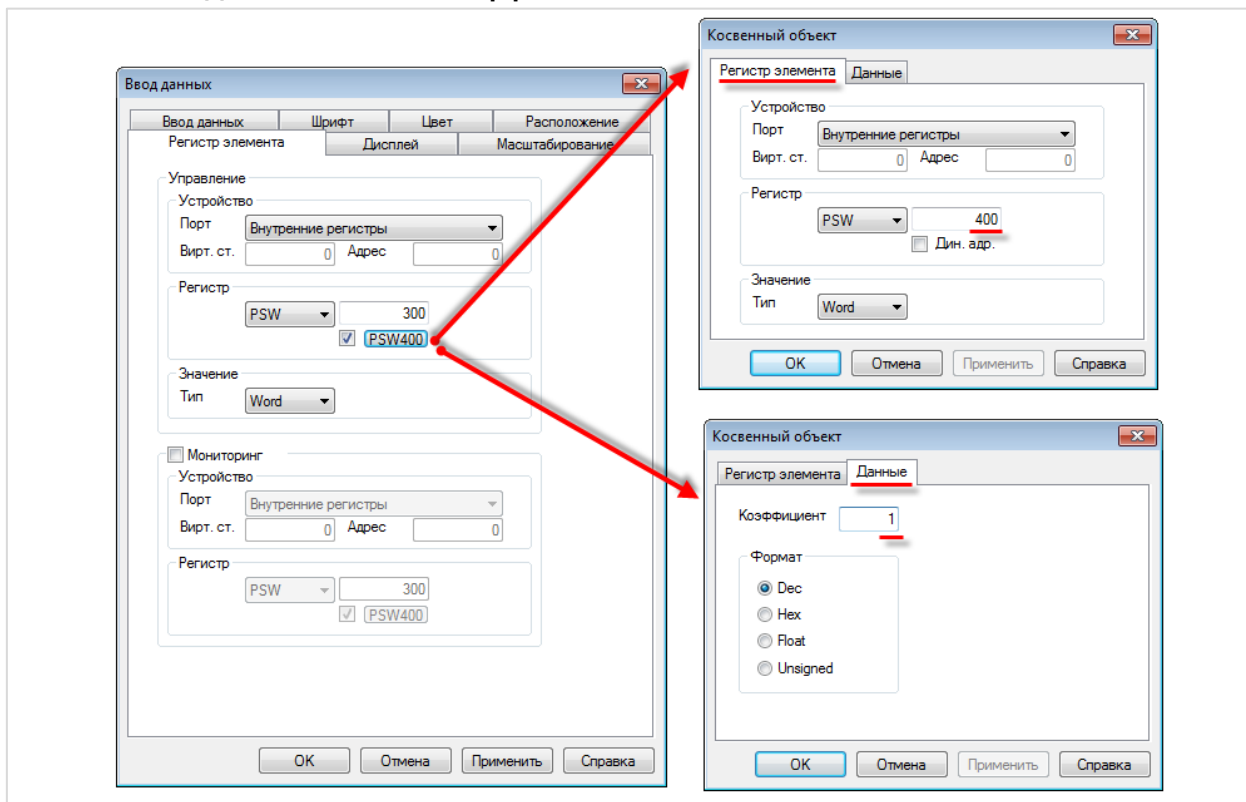 Ввод данных
Ввод данных Шрифт Цвет Расположение
Регистр элемента Дисплей Масштабирование
Управление
Устройство
Порт Внутренние регистры
Вирт. ст. 0 Адрес 0
Регистр
PSW 300
PSW400
Значение
Тип Word
Мониторинг
Устройство
Порт Внутренние регистры
Вирт. ст. 0 Адрес 0
Регистр
PSW 300
PSW400
OK Отмена Применить Справка
Косвенный объект
Регистр элемента Данные
Устройство
Порт Внутренние регистры
Вирт. ст. 0 Адрес 0
Регистр
PSW 400
Дин. адр.
Значение
Тип Word
OK Отмена Применить Справка
Косвенный объект
Регистр элемента Данные
Коэффициент 1
Формат
Dec
Hex
Float
Unsigned
OK Отмена Применить Справка